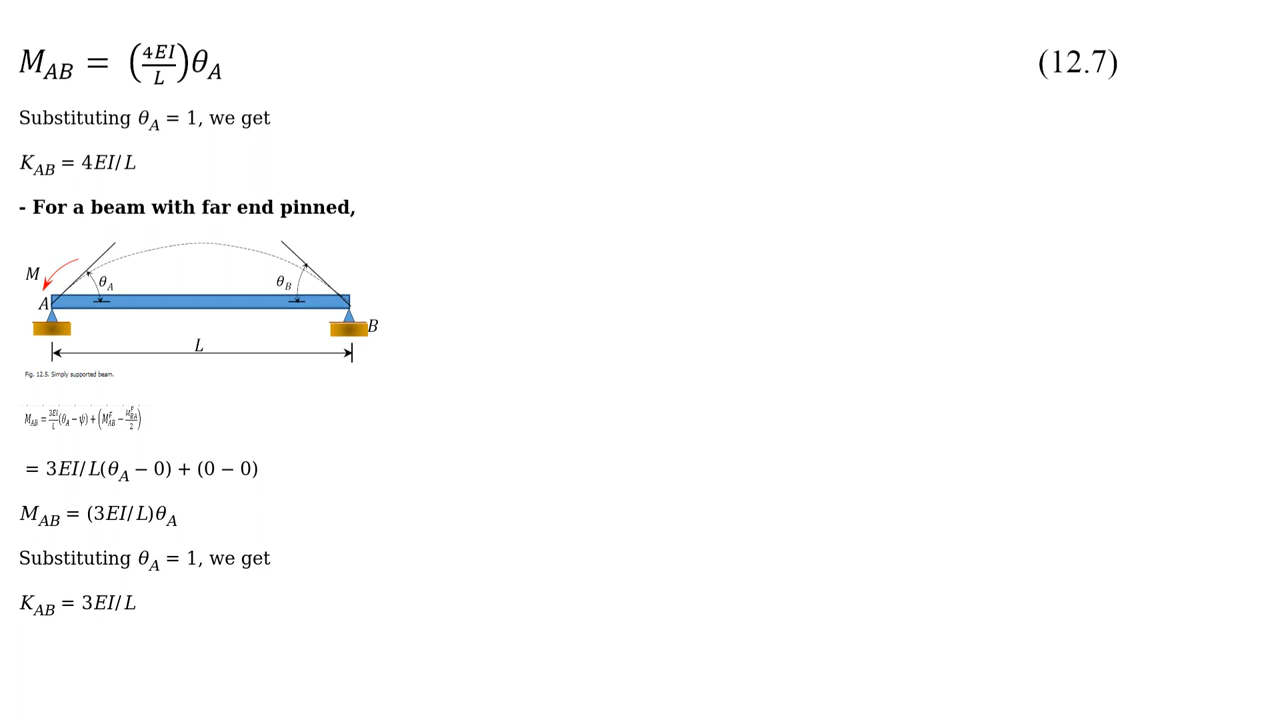 M_AB = (4EI/L)θ_A (12.7)
Substituting θ_A = 1, we get
K_AB = 4EI/L
- For a beam with far end pinned,
M θ_A θ_B
A B
L
Fig. 12.5. Simply supported beam.
M_AB = 3EI/L (θ_A − ψ) + (M^F_AB − M^F_BA/2)
= 3EI/L(θ_A − 0) + (0 − 0)
M_AB = (3EI/L)θ_A
Substituting θ_A = 1, we get
K_AB = 3EI/L